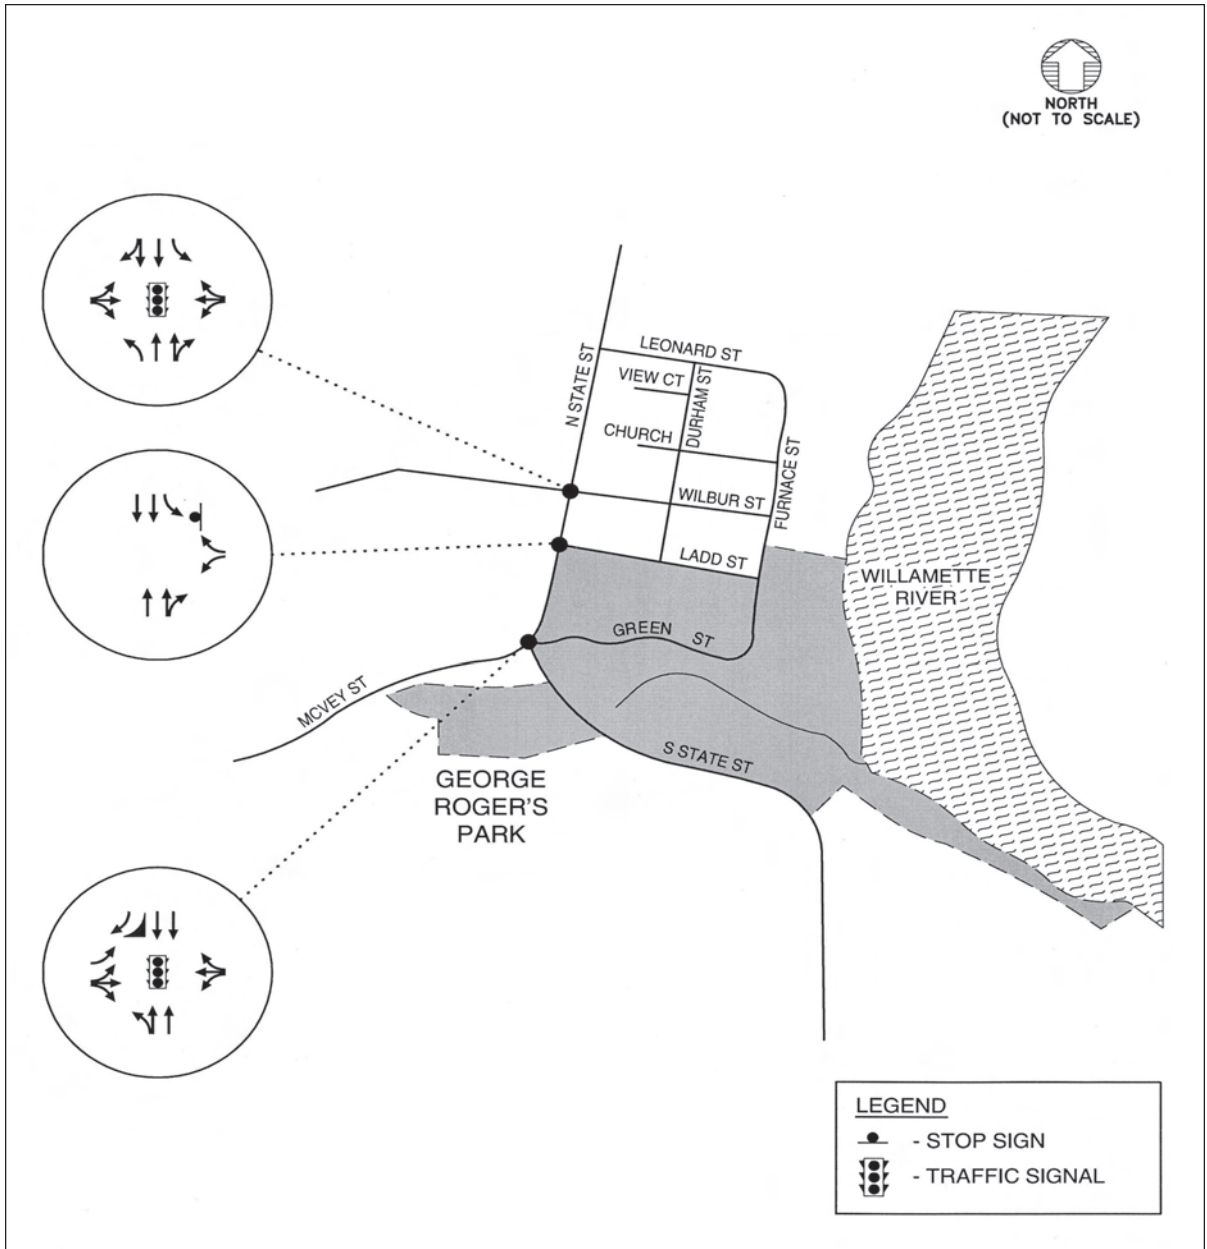 NORTH
(NOT TO SCALE)
LEONARD ST
N STATE ST
VIEW CT
DURHAM ST
CHURCH
FURNACE ST
WILBUR ST
LADD ST
WILLAMETTE
RIVER
GREEN ST
MCVEY ST
S STATE ST
GEORGE
ROGER'S
PARK
LEGEND
- STOP SIGN
- TRAFFIC SIGNAL